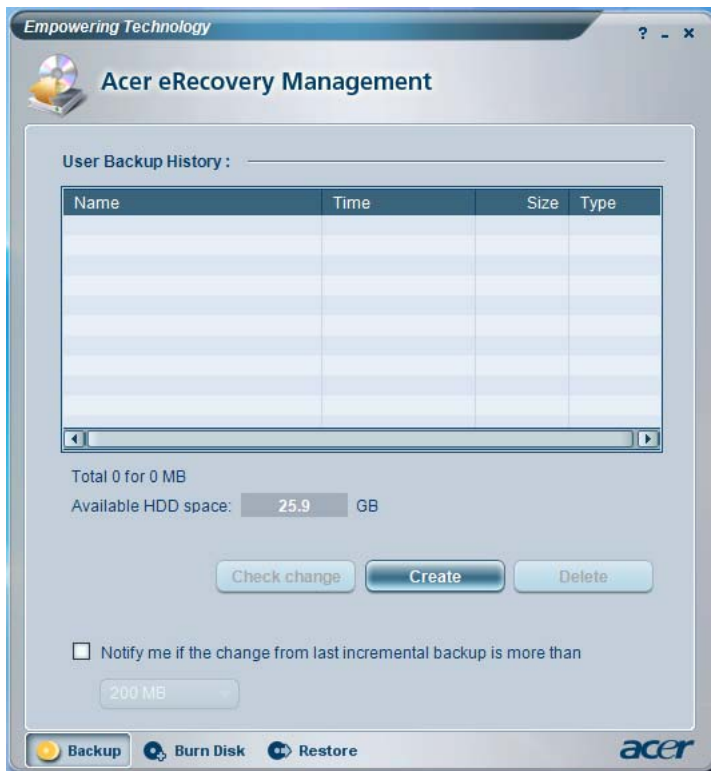 Empowering Technology
? - x
Acer eRecovery Management
User Backup History :
Name Time Size Type
Total 0 for 0 MB
Available HDD space: 25.9 GB
Check change Create Delete
Notify me if the change from last incremental backup is more than
200 MB
Backup Burn Disk Restore acer